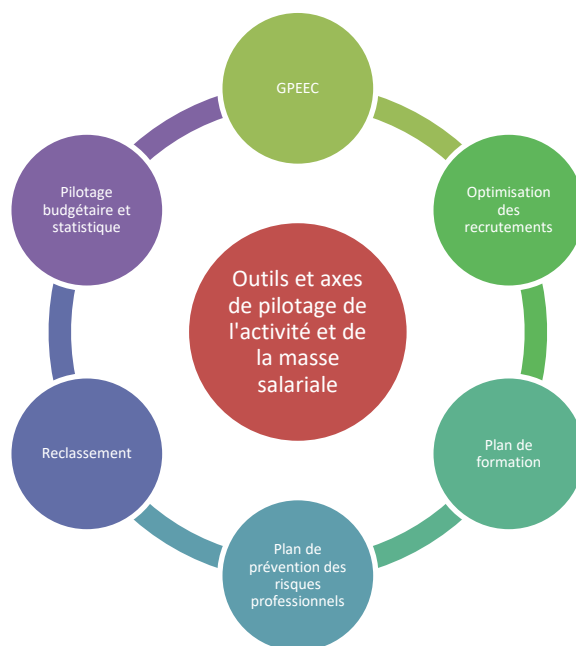 GPEEC
Optimisation
des
recrutements
Plan de
formation
Plan de
prévention des
risques
professionnels
Reclassement
Pilotage
budgétaire et
statistique
Outils et axes
de pilotage de
l'activité et de
la masse
salariale